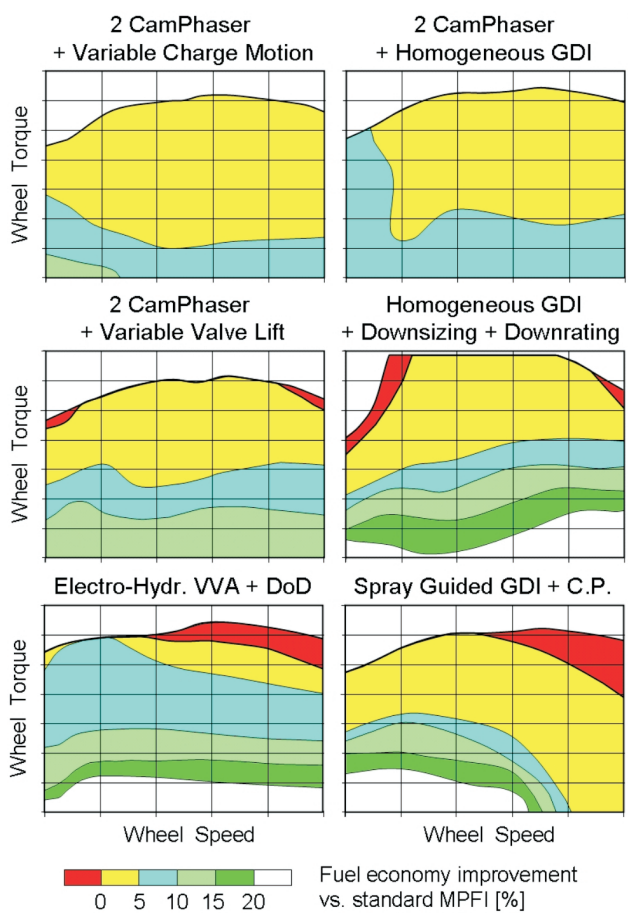 2 CamPhaser
+ Variable Charge Motion
2 CamPhaser
+ Homogeneous GDI
Wheel Torque
2 CamPhaser
+ Variable Valve Lift
Homogeneous GDI
+ Downsizing + Downrating
Wheel Torque
Electro-Hydr. VVA + DoD
Spray Guided GDI + C.P.
Wheel Torque
Wheel Speed
Wheel Speed
0 5 10 15 20
Fuel economy improvement
vs. standard MPFI [%]